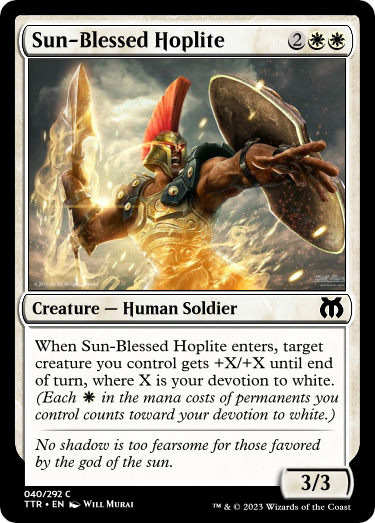 Sun-Blessed Hoplite 2
Creature — Human Soldier
When Sun-Blessed Hoplite enters, target
creature you control gets +X/+X until end
of turn, where X is your devotion to white.
(Each in the mana costs of permanents you
control counts toward your devotion to white.)
No shadow is too fearsome for those favored
by the god of the sun.
3/3
040/292 C
TTR • EN Will Murai
™ & © 2023 Wizards of the Coast